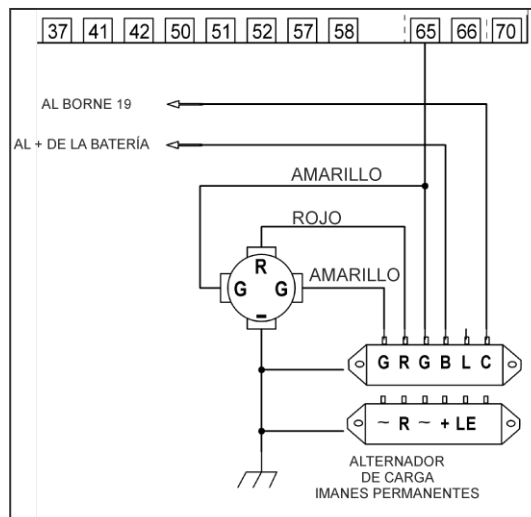 37 41 42 50 51 52 57 58 65 66 70
AL BORNE 19
AL + DE LA BATERÍA
AMARILLO
ROJO
AMARILLO
R
G G
-
G R G B L C
~ R ~ + LE
ALTERNADOR
DE CARGA
IMANES PERMANENTES